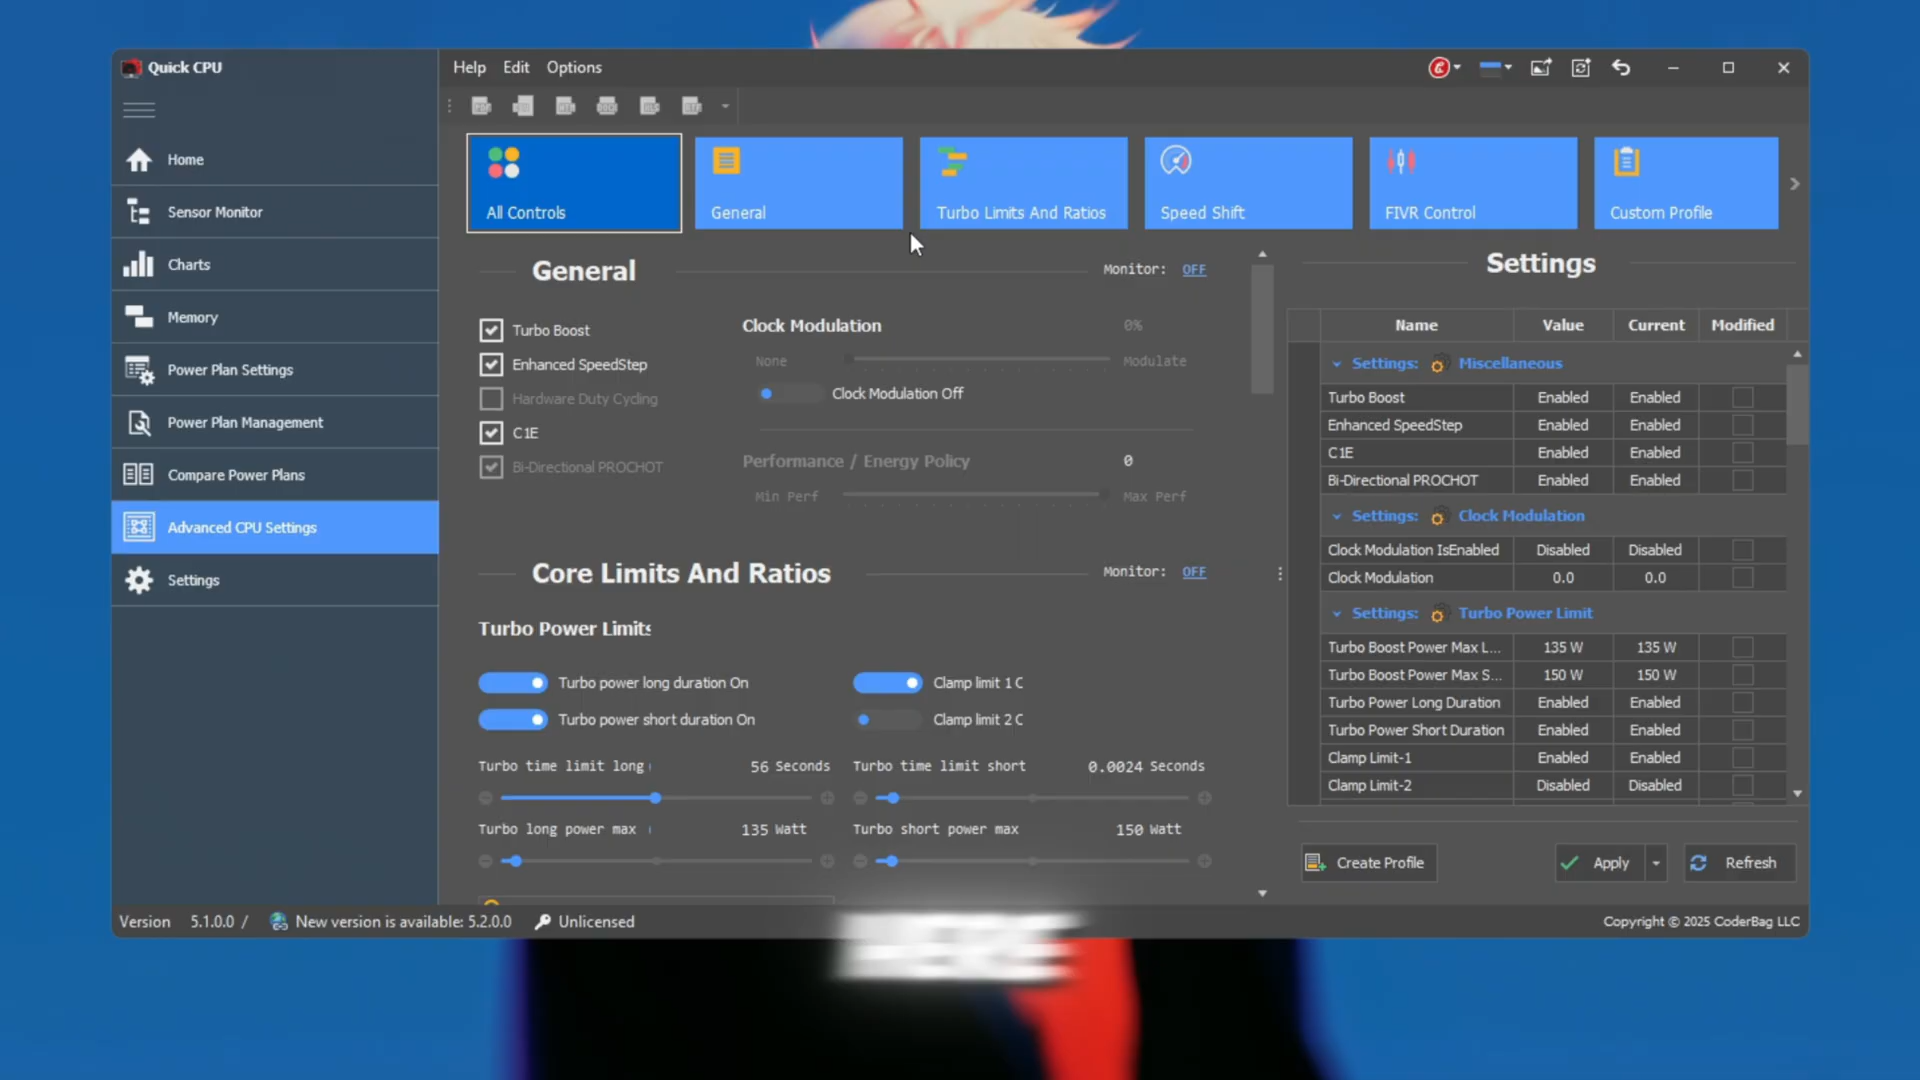 Quick CPU
Help Edit Options
Home
Sensor Monitor
Charts
Memory
Power Plan Settings
Power Plan Management
Compare Power Plans
Advanced CPU Settings
Settings
All Controls
General
Turbo Limits And Ratios
Speed Shift
FIVR Control
Custom Profile
General
Monitor: OFF
Turbo Boost
Enhanced SpeedStep
Hardware Duty Cycling
C1E
Bi-Directional PROCHOT
Clock Modulation 0%
None Modulate
Clock Modulation Off
Performance / Energy Policy 0
Min Perf Max Perf
Core Limits And Ratios
Monitor: OFF
Turbo Power Limits
Turbo power long duration On
Clamp limit 1 C
Turbo power short duration On
Clamp limit 2 C
Turbo time limit long 56 Seconds
Turbo time limit short 0.0024 Seconds
Turbo long power max 135 Watt
Turbo short power max 150 Watt
Settings
Name Value Current Modified
Settings: Miscellaneous
Turbo Boost Enabled Enabled
Enhanced SpeedStep Enabled Enabled
C1E Enabled Enabled
Bi-Directional PROCHOT Enabled Enabled
Settings: Clock Modulation
Clock Modulation IsEnabled Disabled Disabled
Clock Modulation 0.0 0.0
Settings: Turbo Power Limit
Turbo Boost Power Max L... 135 W 135 W
Turbo Boost Power Max S... 150 W 150 W
Turbo Power Long Duration Enabled Enabled
Turbo Power Short Duration Enabled Enabled
Clamp Limit-1 Enabled Enabled
Clamp Limit-2 Disabled Disabled
Create Profile
Apply
Refresh
Version 5.1.0.0 / New version is available: 5.2.0.0 Unlicensed
Copyright © 2025 CoderBag LLC